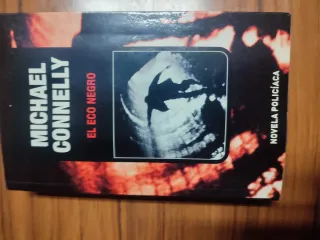 MICHAEL
CONNELLY
EL ECO NEGRO
NOVELA POLICÍACA